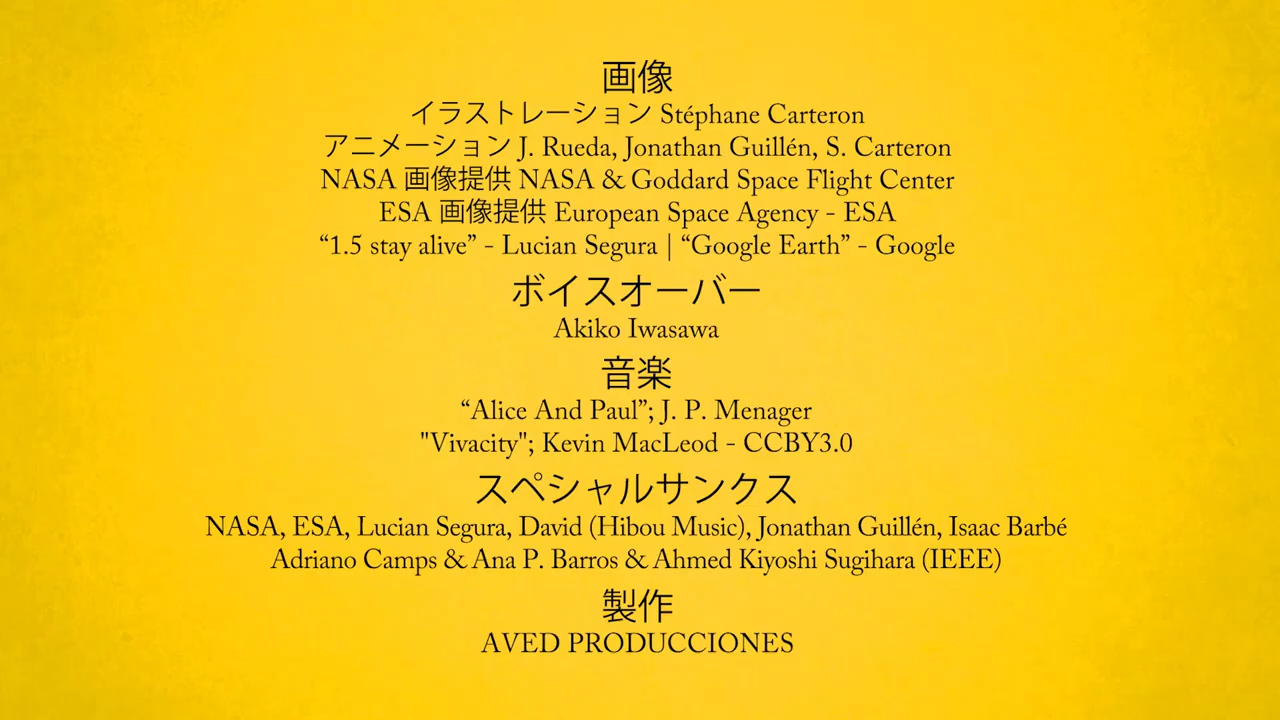 画像
イラストレーション Stéphane Carteron
アニメーション J. Rueda, Jonathan Guillén, S. Carteron
NASA 画像提供 NASA & Goddard Space Flight Center
ESA 画像提供 European Space Agency - ESA
“1.5 stay alive” - Lucian Segura | “Google Earth” - Google
ボイスオーバー
Akiko Iwasawa
音楽
“Alice And Paul”; J. P. Menager
"Vivacity"; Kevin MacLeod - CCBY3.0
スペシャルサンクス
NASA, ESA, Lucian Segura, David (Hibou Music), Jonathan Guillén, Isaac Barbé
Adriano Camps & Ana P. Barros & Ahmed Kiyoshi Sugihara (IEEE)
製作
AVED PRODUCCIONES